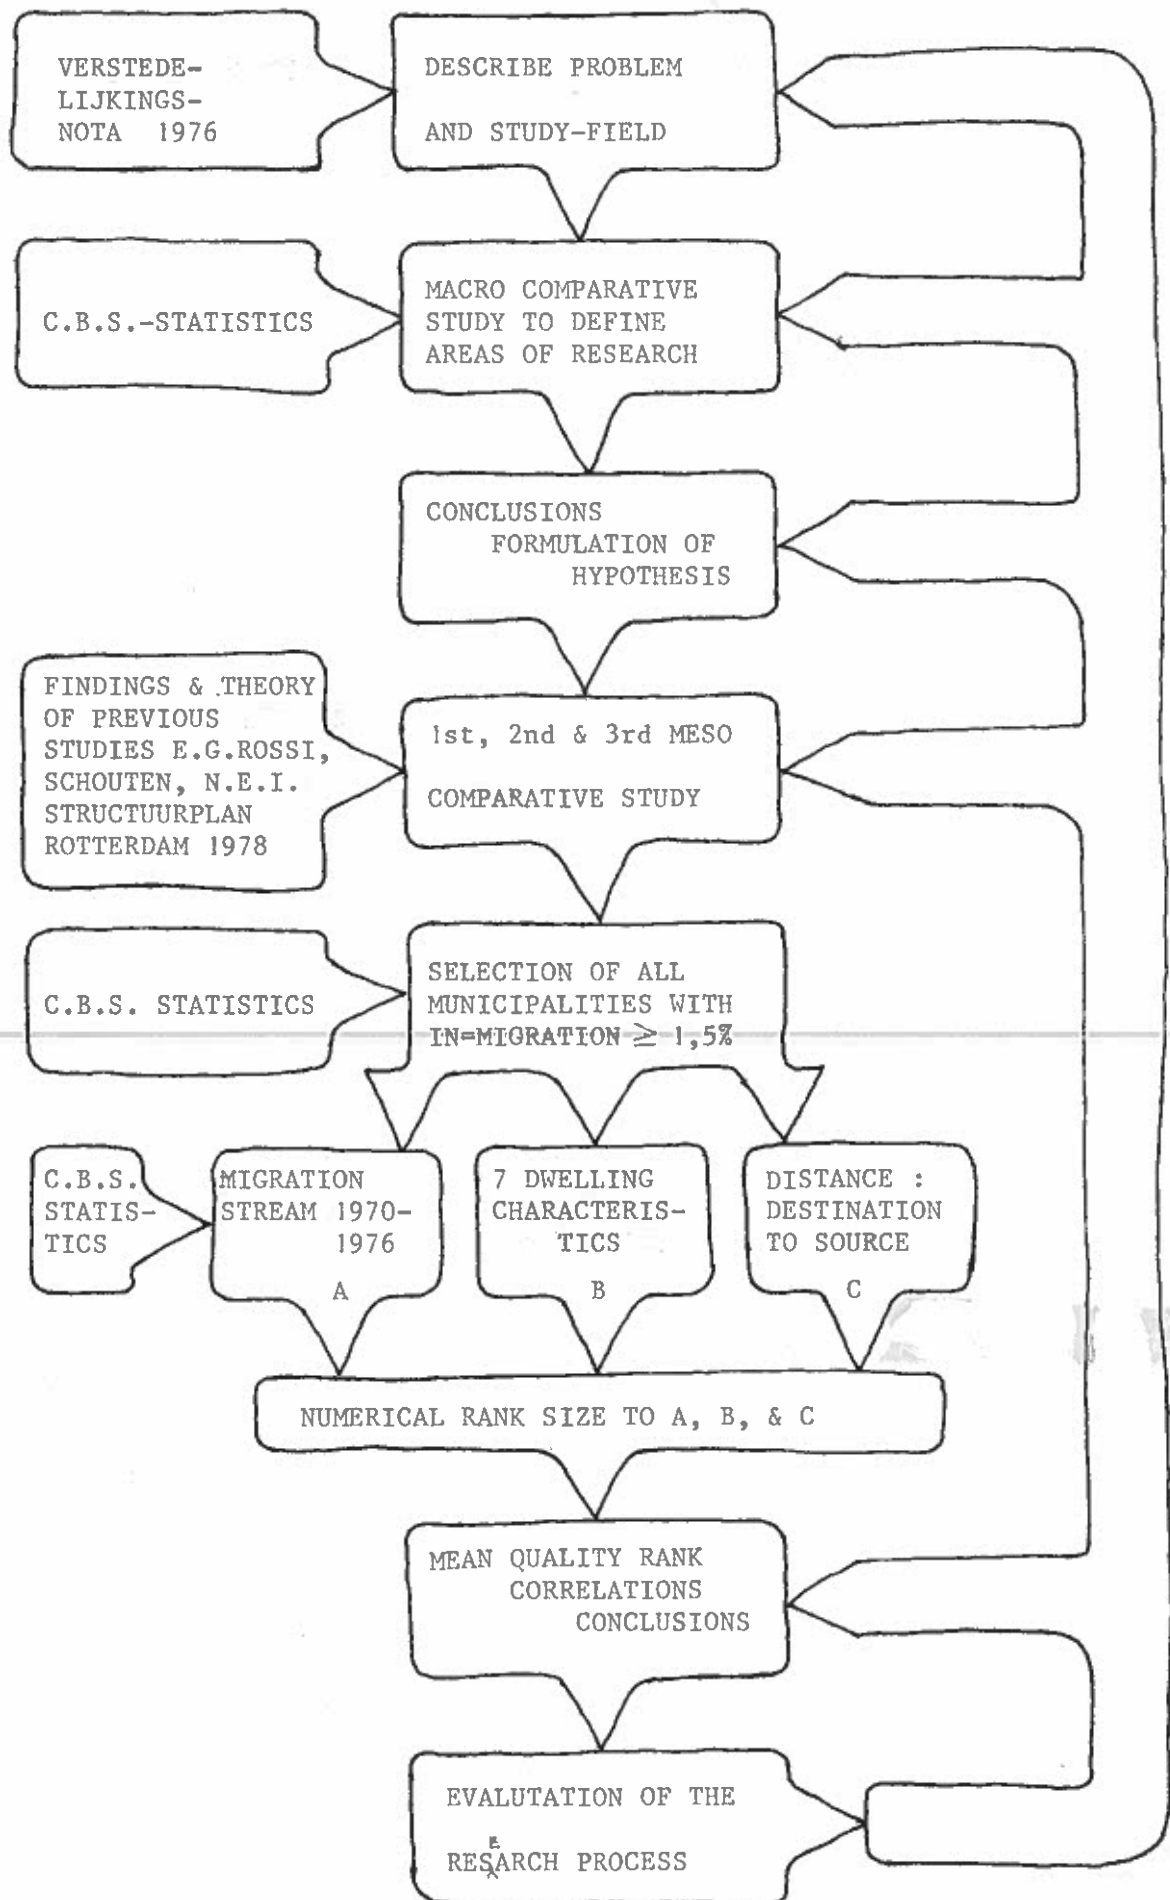 VERSTEDE-
LIJKINGS-
NOTA 1976
DESCRIBE PROBLEM
AND STUDY-FIELD
C.B.S.-STATISTICS
MACRO COMPARATIVE
STUDY TO DEFINE
AREAS OF RESEARCH
CONCLUSIONS
FORMULATION OF
HYPOTHESIS
FINDINGS & THEORY
OF PREVIOUS
STUDIES E.G.ROSSI,
SCHOUTEN, N.E.I.
STRUCTUURPLAN
ROTTERDAM 1978
1st, 2nd & 3rd MESO
COMPARATIVE STUDY
C.B.S. STATISTICS
SELECTION OF ALL
MUNICIPALITIES WITH
IN=MIGRATION ≥ 1,5%
C.B.S.
STATIS-
TICS
MIGRATION
STREAM 1970-
1976
A
7 DWELLING
CHARACTERIS-
TICS
B
DISTANCE :
DESTINATION
TO SOURCE
C
NUMERICAL RANK SIZE TO A, B, & C
MEAN QUALITY RANK
CORRELATIONS
CONCLUSIONS
EVALUTATION OF THE
RESEARCH PROCESS